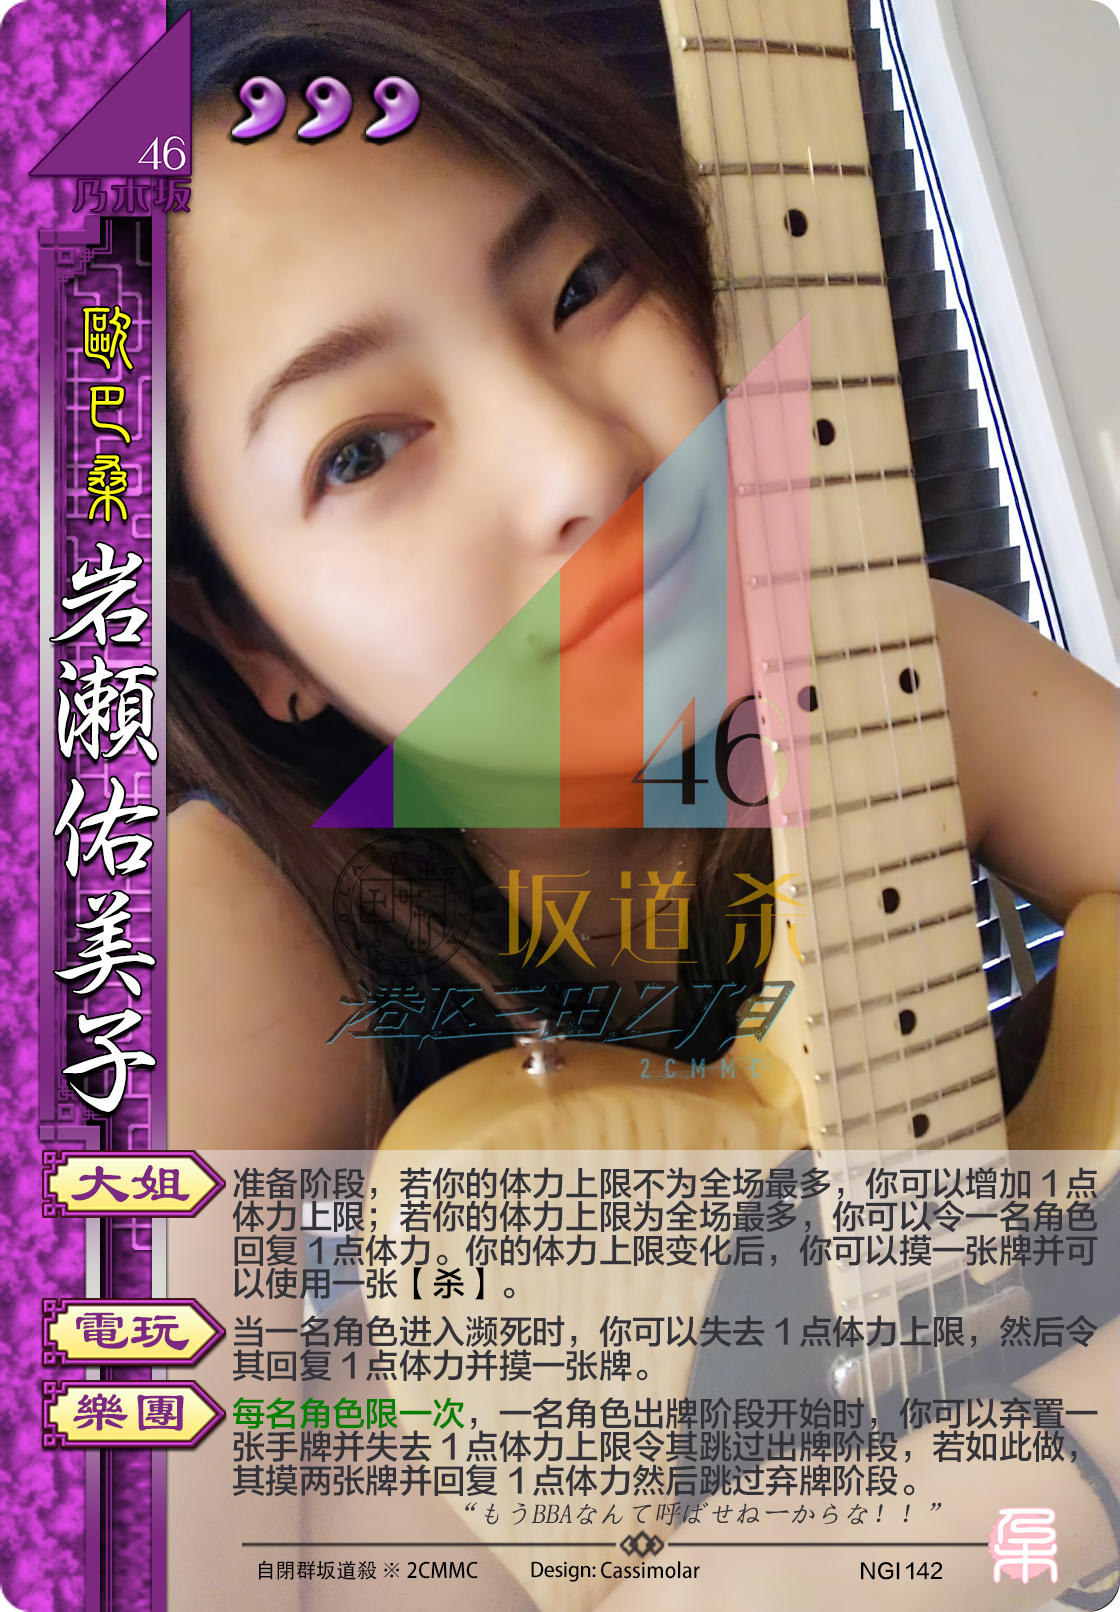 46
乃木坂
歐巴桑
岩瀬佑美子
46
坂道杀
港区三田乙丁目
2CMMC
大姐
准备阶段，若你的体力上限不为全场最多，你可以增加1点
体力上限；若你的体力上限为全场最多，你可以令一名角色
回复1点体力。你的体力上限变化后，你可以摸一张牌并可
以使用一张【杀】。
電玩
当一名角色进入濒死时，你可以失去1点体力上限，然后令
其回复1点体力并摸一张牌。
樂團
每名角色限一次，一名角色出牌阶段开始时，你可以弃置一
张手牌并失去1点体力上限令其跳过出牌阶段，若如此做，
其摸两张牌并回复1点体力然后跳过弃牌阶段。
“もうBBAなんて呼ばせねーからな！！”
自閉群坂道殺 ※ 2CMMC
Design: Cassimolar
NGI142